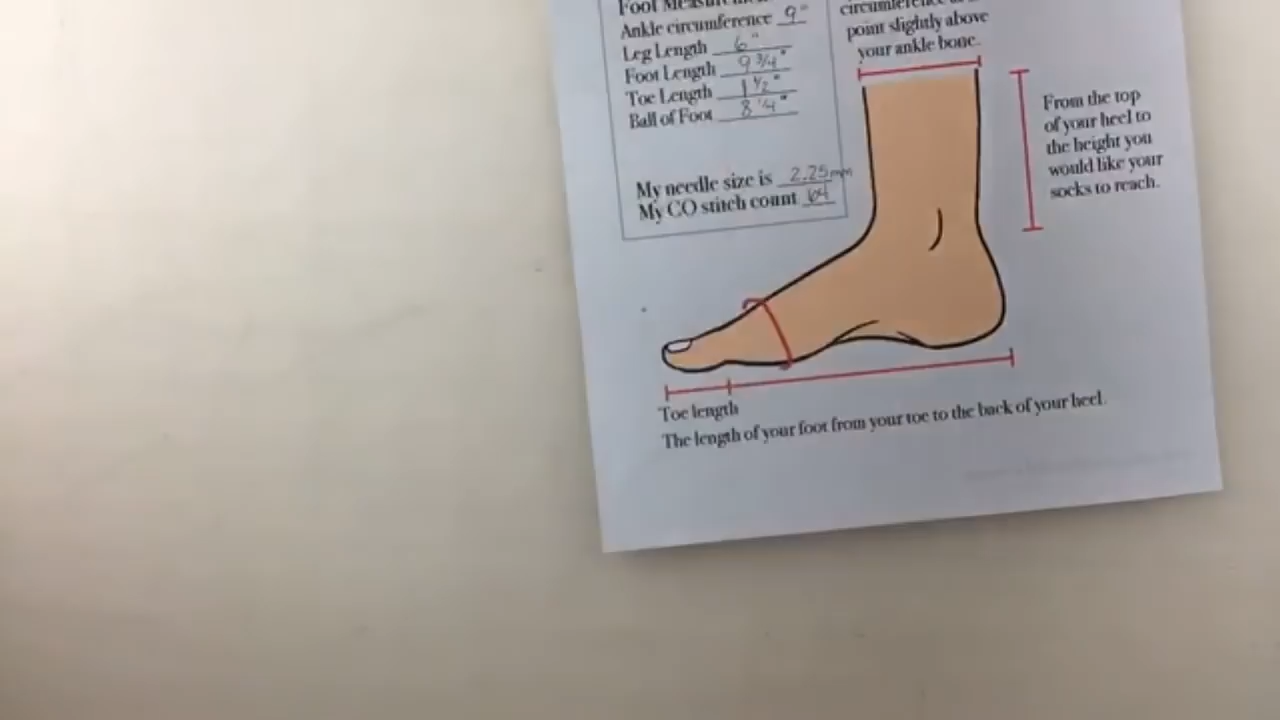 Foot Measurement
Ankle circumference 9"
Leg Length 6"
Foot Length 9 3/4"
Toe Length 1 1/2"
Ball of Foot 8 1/4"
My needle size is 2.25mm
My CO stitch count 64
circumference
point slightly above
your ankle bone.
From the top
of your heel to
the height you
would like your
socks to reach.
Toe length
The length of your foot from your toe to the back of your heel.